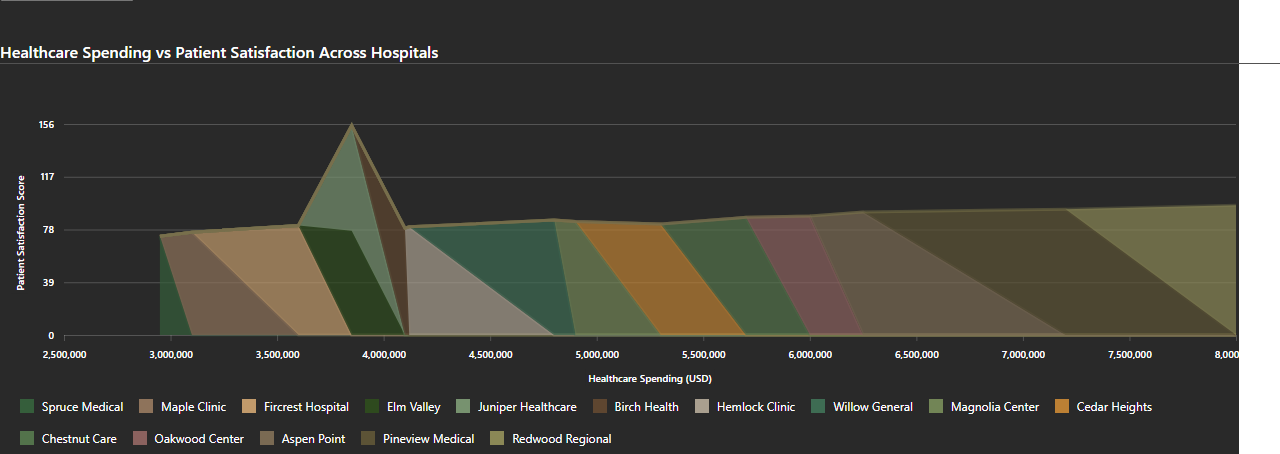 Healthcare Spending vs Patient Satisfaction Across Hospitals
156
117
78
39
0
Patient Satisfaction Score
2,500,000 3,000,000 3,500,000 4,000,000 4,500,000 5,000,000 5,500,000 6,000,000 6,500,000 7,000,000 7,500,000 8,000
Healthcare Spending (USD)
Spruce Medical Maple Clinic Fircrest Hospital Elm Valley Juniper Healthcare Birch Health Hemlock Clinic Willow General Magnolia Center Cedar Heights
Chestnut Care Oakwood Center Aspen Point Pineview Medical Redwood Regional